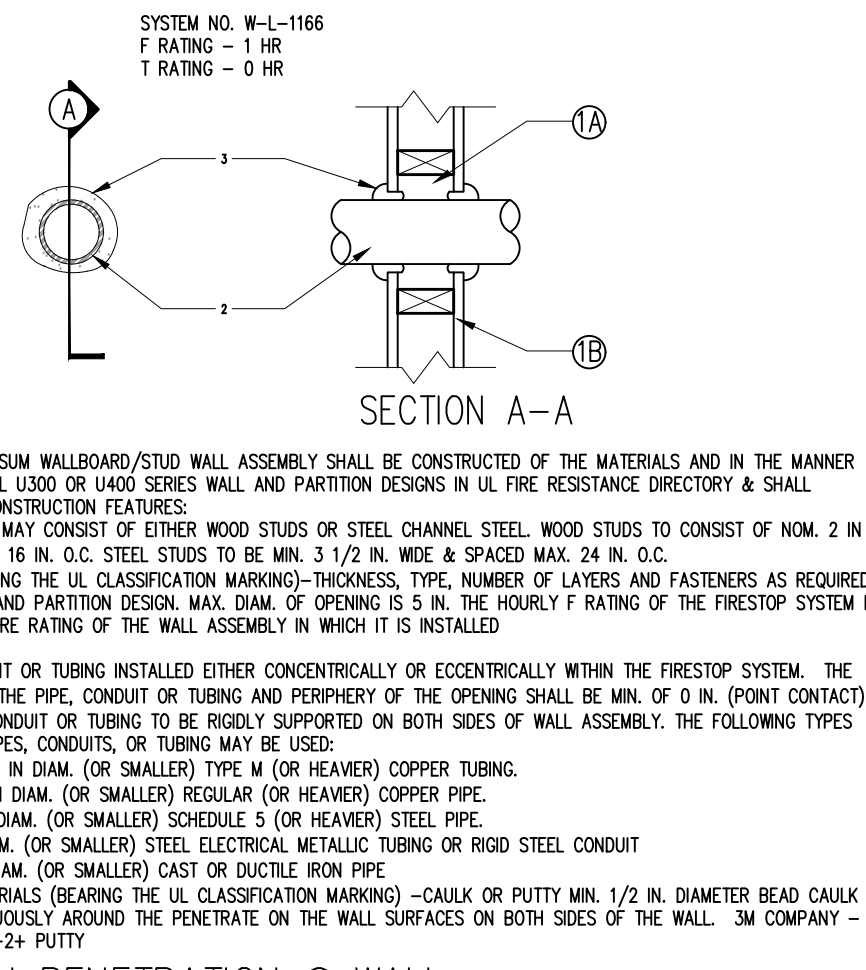 SYSTEM NO. W-L-1166
F RATING - 1 HR
T RATING - 0 HR
A
1A
3
2
1B
SECTION A-A
SUM WALLBOARD/STUD WALL ASSEMBLY SHALL BE CONSTRUCTED OF THE MATERIALS AND IN THE MANNER
L U300 OR U400 SERIES WALL AND PARTITION DESIGNS IN UL FIRE RESISTANCE DIRECTORY & SHALL
ONSTRUCTION FEATURES:
MAY CONSIST OF EITHER WOOD STUDS OR STEEL CHANNEL STEEL. WOOD STUDS TO CONSIST OF NOM. 2 IN
16 IN. O.C. STEEL STUDS TO BE MIN. 3 1/2 IN. WIDE & SPACED MAX. 24 IN. O.C.
ING THE UL CLASSIFICATION MARKING)-THICKNESS, TYPE, NUMBER OF LAYERS AND FASTENERS AS REQUIRED
AND PARTITION DESIGN. MAX. DIAM. OF OPENING IS 5 IN. THE HOURLY F RATING OF THE FIRESTOP SYSTEM
RE RATING OF THE WALL ASSEMBLY IN WHICH IT IS INSTALLED
IT OR TUBING INSTALLED EITHER CONCENTRICALLY OR ECCENTRICALLY WITHIN THE FIRESTOP SYSTEM. THE
THE PIPE, CONDUIT OR TUBING AND PERIPHERY OF THE OPENING SHALL BE MIN. OF 0 IN. (POINT CONTACT)
ONDUIT OR TUBING TO BE RIGIDLY SUPPORTED ON BOTH SIDES OF WALL ASSEMBLY. THE FOLLOWING TYPES
PES, CONDUITS, OR TUBING MAY BE USED:
IN DIAM. (OR SMALLER) TYPE M (OR HEAVIER) COPPER TUBING.
DIAM. (OR SMALLER) REGULAR (OR HEAVIER) COPPER PIPE.
DIAM. (OR SMALLER) SCHEDULE 5 (OR HEAVIER) STEEL PIPE.
M. (OR SMALLER) STEEL ELECTRICAL METALLIC TUBING OR RIGID STEEL CONDUIT
AM. (OR SMALLER) CAST OR DUCTILE IRON PIPE
RIALS (BEARING THE UL CLASSIFICATION MARKING) -CAULK OR PUTTY MIN. 1/2 IN. DIAMETER BEAD CAULK
UOUSLY AROUND THE PENETRATE ON THE WALL SURFACES ON BOTH SIDES OF THE WALL. 3M COMPANY -
-2+ PUTTY
PENETRATION @ WALL